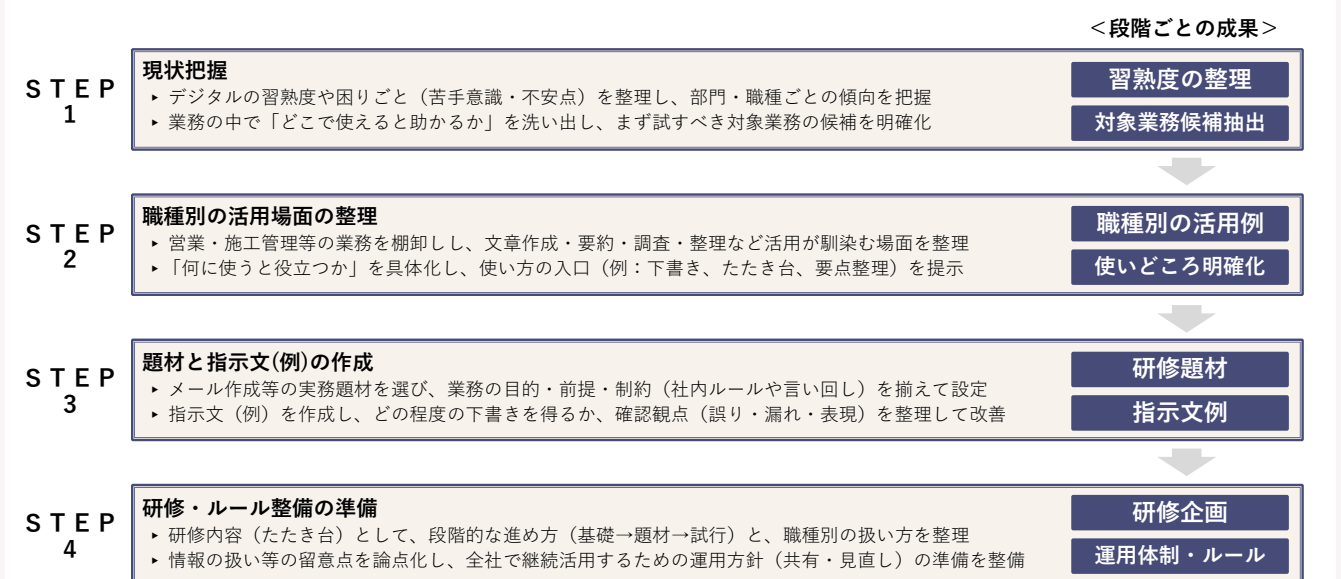 ＜段階ごとの成果＞
STEP
1
現状把握
▸ デジタルの習熟度や困りごと（苦手意識・不安点）を整理し、部門・職種ごとの傾向を把握
▸ 業務の中で「どこで使えると助かるか」を洗い出し、まず試すべき対象業務の候補を明確化
習熟度の整理
対象業務候補抽出
STEP
2
職種別の活用場面の整理
▸ 営業・施工管理等の業務を棚卸しし、文章作成・要約・調査・整理など活用が馴染む場面を整理
▸ 「何に使うと役立つか」を具体化し、使い方の入口（例：下書き、たたき台、要点整理）を提示
職種別の活用例
使いどころ明確化
STEP
3
題材と指示文(例)の作成
▸ メール作成等の実務題材を選び、業務の目的・前提・制約（社内ルールや言い回し）を揃えて設定
▸ 指示文（例）を作成し、どの程度の下書きを得るか、確認観点（誤り・漏れ・表現）を整理して改善
研修題材
指示文例
STEP
4
研修・ルール整備の準備
▸ 研修内容（たたき台）として、段階的な進め方（基礎→題材→試行）と、職種別の扱い方を整理
▸ 情報の扱い等の留意点を論点化し、全社で継続活用するための運用方針（共有・見直し）の準備を整備
研修企画
運用体制・ルール